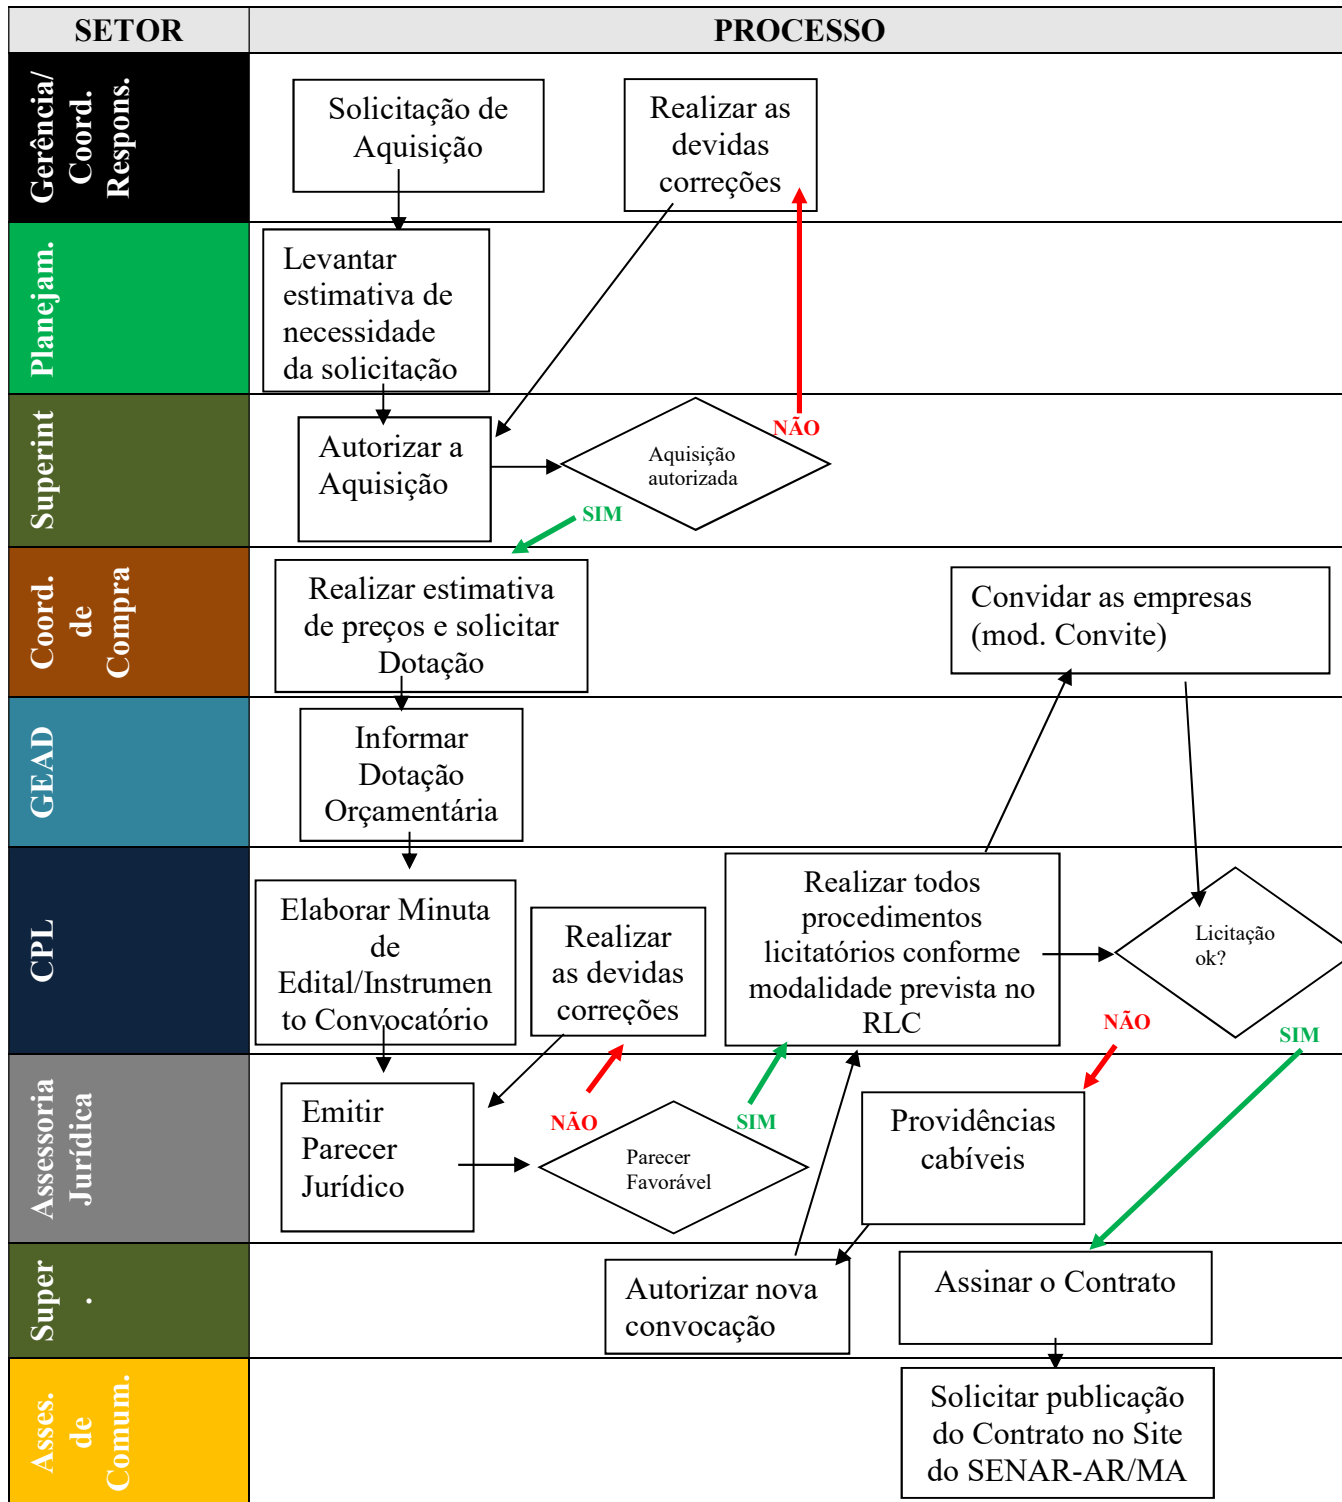 SETOR
PROCESSO
Gerência/
Coord.
Respons.
Solicitação de
Aquisição
Realizar as
devidas
correções
Planejam.
Levantar
estimativa de
necessidade
da solicitação
Superint
Autorizar a
Aquisição
Aquisição
autorizada
NÃO
SIM
Coord.
de
Compra
Realizar estimativa
de preços e solicitar
Dotação
Convidar as empresas
(mod. Convite)
GEAD
Informar
Dotação
Orçamentária
CPL
Elaborar Minuta
de
Edital/Instrumen
to Convocatório
Realizar
as devidas
correções
Realizar todos
procedimentos
licitatórios conforme
modalidade prevista no
RLC
Licitação
ok?
NÃO
SIM
Assessoria
Jurídica
Emitir
Parecer
Jurídico
NÃO
Parecer
Favorável
SIM
Providências
cabíveis
Super
.
Autorizar nova
convocação
Assinar o Contrato
Asses.
de
Comum.
Solicitar publicação
do Contrato no Site
do SENAR-AR/MA